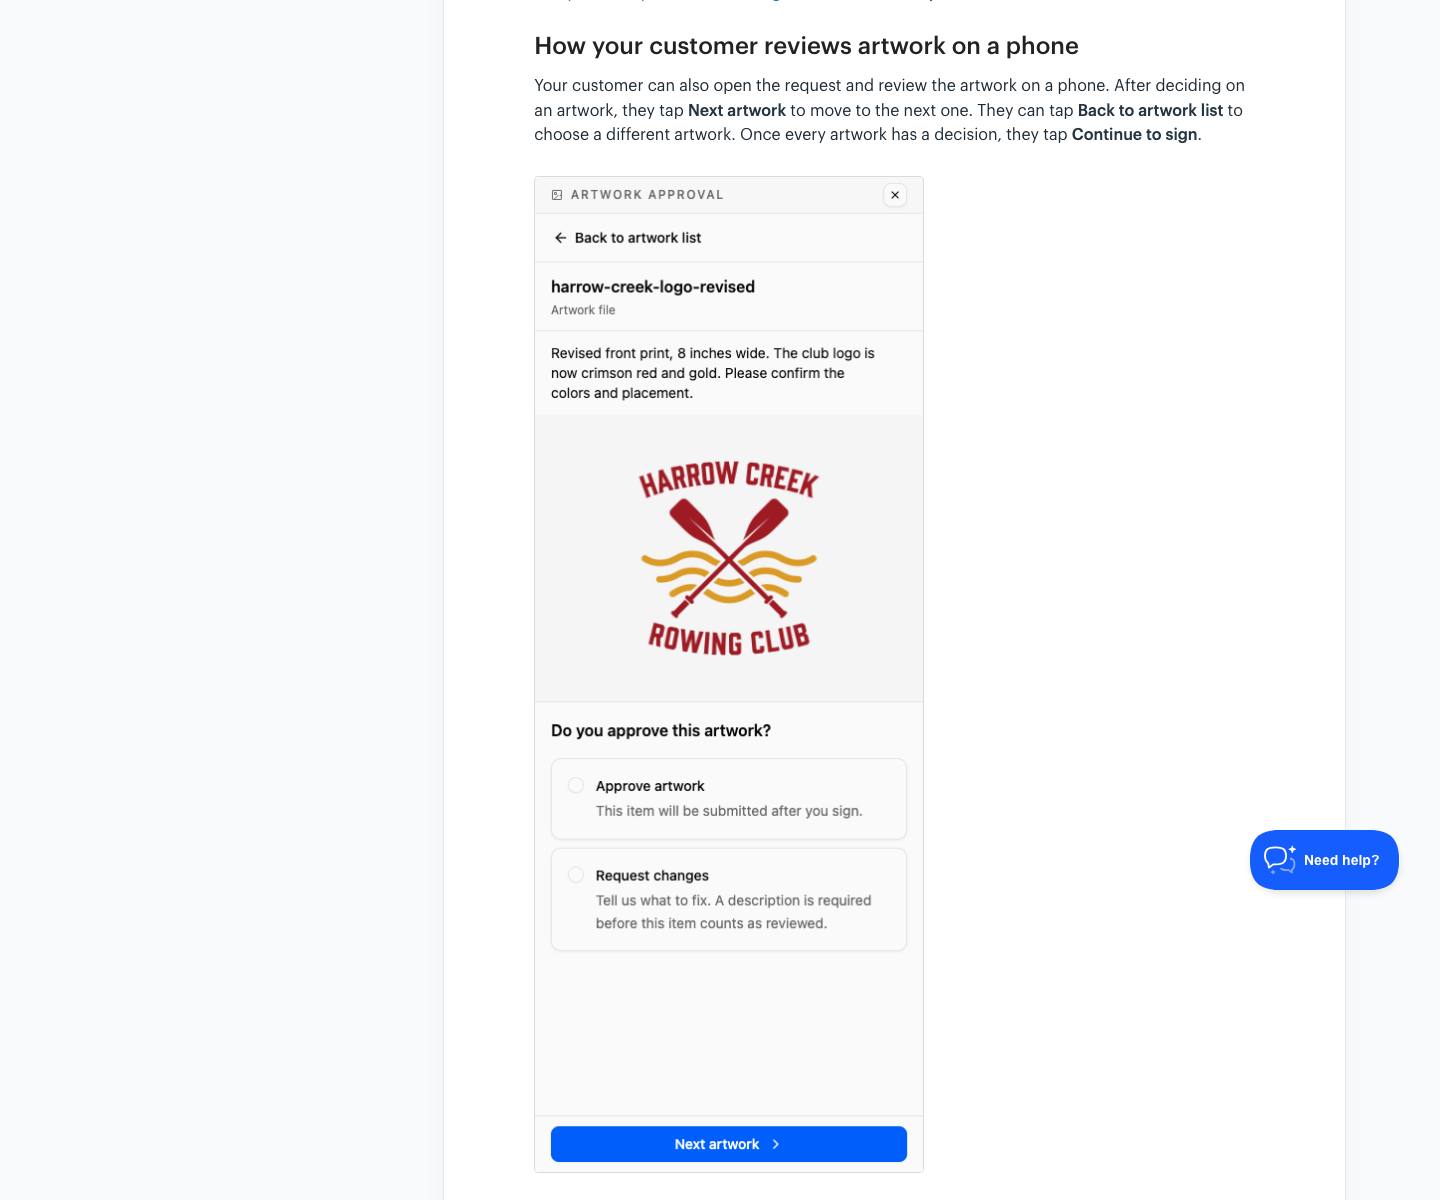 How your customer reviews artwork on a phone
Your customer can also open the request and review the artwork on a phone. After deciding on
an artwork, they tap Next artwork to move to the next one. They can tap Back to artwork list to
choose a different artwork. Once every artwork has a decision, they tap Continue to sign.
ARTWORK APPROVAL
Back to artwork list
harrow-creek-logo-revised
Artwork file
Revised front print, 8 inches wide. The club logo is
now crimson red and gold. Please confirm the
colors and placement.
HARROW CREEK
ROWING CLUB
Do you approve this artwork?
Approve artwork
This item will be submitted after you sign.
Request changes
Tell us what to fix. A description is required
before this item counts as reviewed.
Need help?
Next artwork